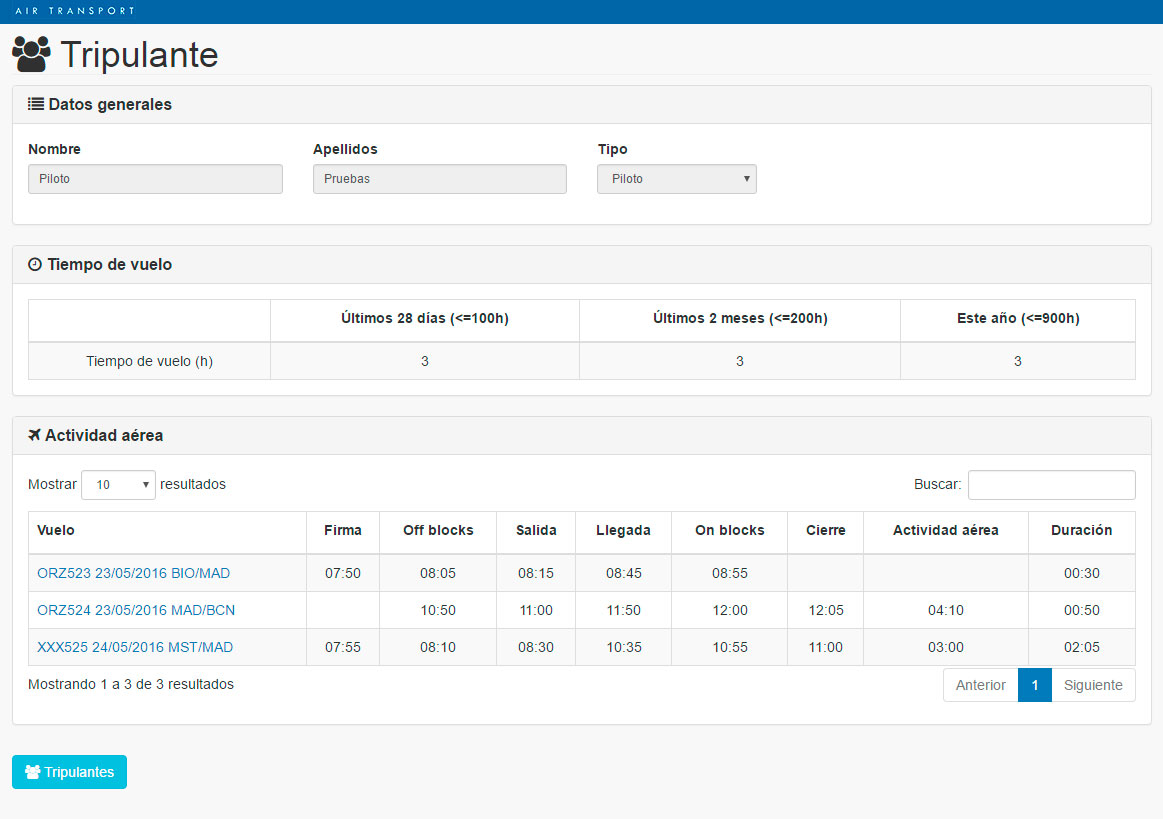 AIR TRANSPORT
Tripulante
Datos generales
Nombre Apellidos Tipo
Piloto Pruebas Piloto
Tiempo de vuelo
Últimos 28 días (<=100h) Últimos 2 meses (<=200h) Este año (<=900h)
Tiempo de vuelo (h) 3 3 3
Actividad aérea
Mostrar 10 resultados Buscar:
Vuelo Firma Off blocks Salida Llegada On blocks Cierre Actividad aérea Duración
ORZ523 23/05/2016 BIO/MAD 07:50 08:05 08:15 08:45 08:55 00:30
ORZ524 23/05/2016 MAD/BCN 10:50 11:00 11:50 12:00 12:05 04:10 00:50
XXX525 24/05/2016 MST/MAD 07:55 08:10 08:30 10:35 10:55 11:00 03:00 02:05
Mostrando 1 a 3 de 3 resultados Anterior 1 Siguiente
Tripulantes